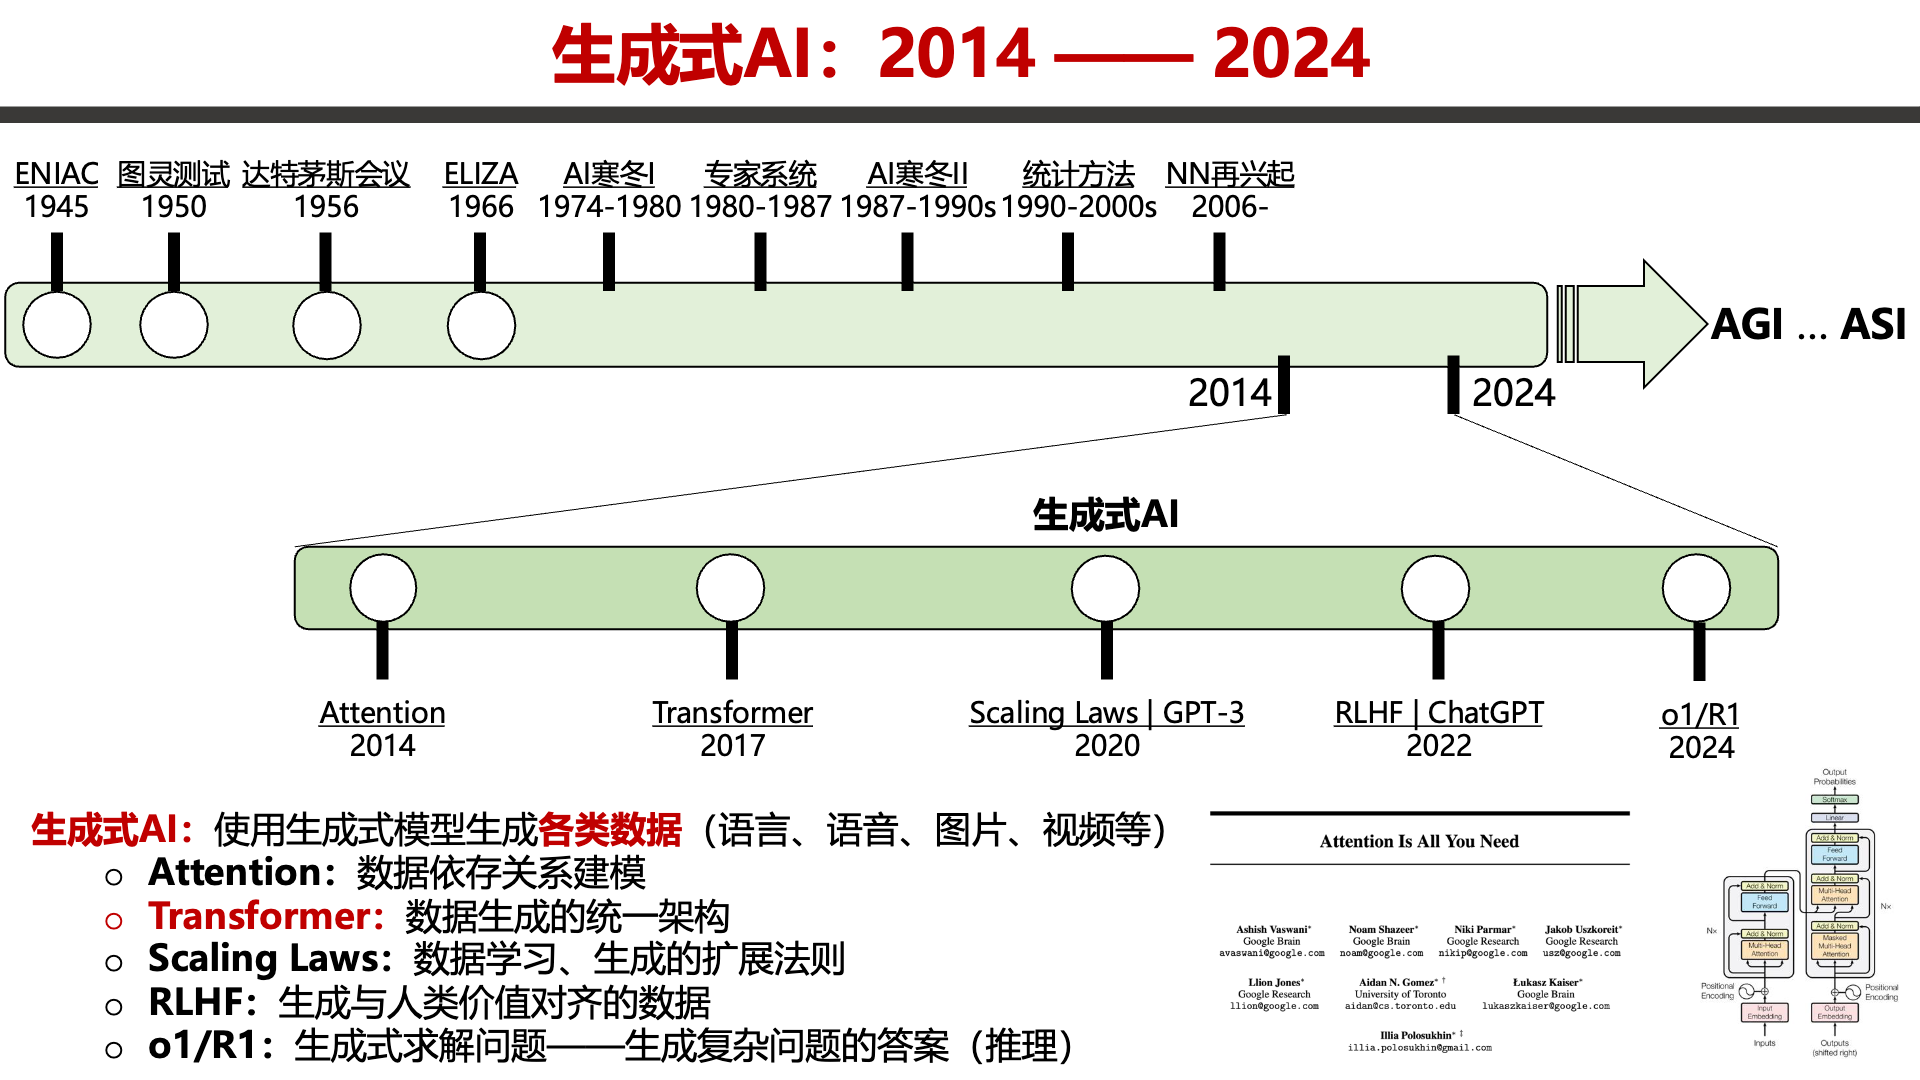 生成式AI：2014 —— 2024
ENIAC
1945
图灵测试
1950
达特茅斯会议
1956
ELIZA
1966
AI寒冬I
1974-1980
专家系统
1980-1987
AI寒冬II
1987-1990s
统计方法
1990-2000s
NN再兴起
2006-
AGI ... ASI
2014
2024
生成式AI
Attention
2014
Transformer
2017
Scaling Laws | GPT-3
2020
RLHF | ChatGPT
2022
o1/R1
2024
生成式AI：使用生成式模型生成各类数据（语言、语音、图片、视频等）
○ Attention：数据依存关系建模
○ Transformer：数据生成的统一架构
○ Scaling Laws：数据学习、生成的扩展法则
○ RLHF：生成与人类价值对齐的数据
○ o1/R1：生成式求解问题——生成复杂问题的答案（推理）
Attention Is All You Need
Ashish Vaswani*
Google Brain
avaswani@google.com
Noam Shazeer*
Google Brain
noam@google.com
Niki Parmar*
Google Research
nikip@google.com
Jakob Uszkoreit*
Google Research
usz@google.com
Llion Jones*
Google Research
llion@google.com
Aidan N. Gomez* †
University of Toronto
aidan@cs.toronto.edu
Łukasz Kaiser*
Google Brain
lukaszkaiser@google.com
Illia Polosukhin* ‡
illia.polosukhin@gmail.com
Output
Probabilities
Softmax
Linear
Add & Norm
Feed
Forward
Add & Norm
Multi-Head
Attention
Add & Norm
Masked
Multi-Head
Attention
N×
Add & Norm
Feed
Forward
Add & Norm
Multi-Head
Attention
N×
Positional
Encoding
Positional
Encoding
Input
Embedding
Output
Embedding
Inputs
Outputs
(shifted right)